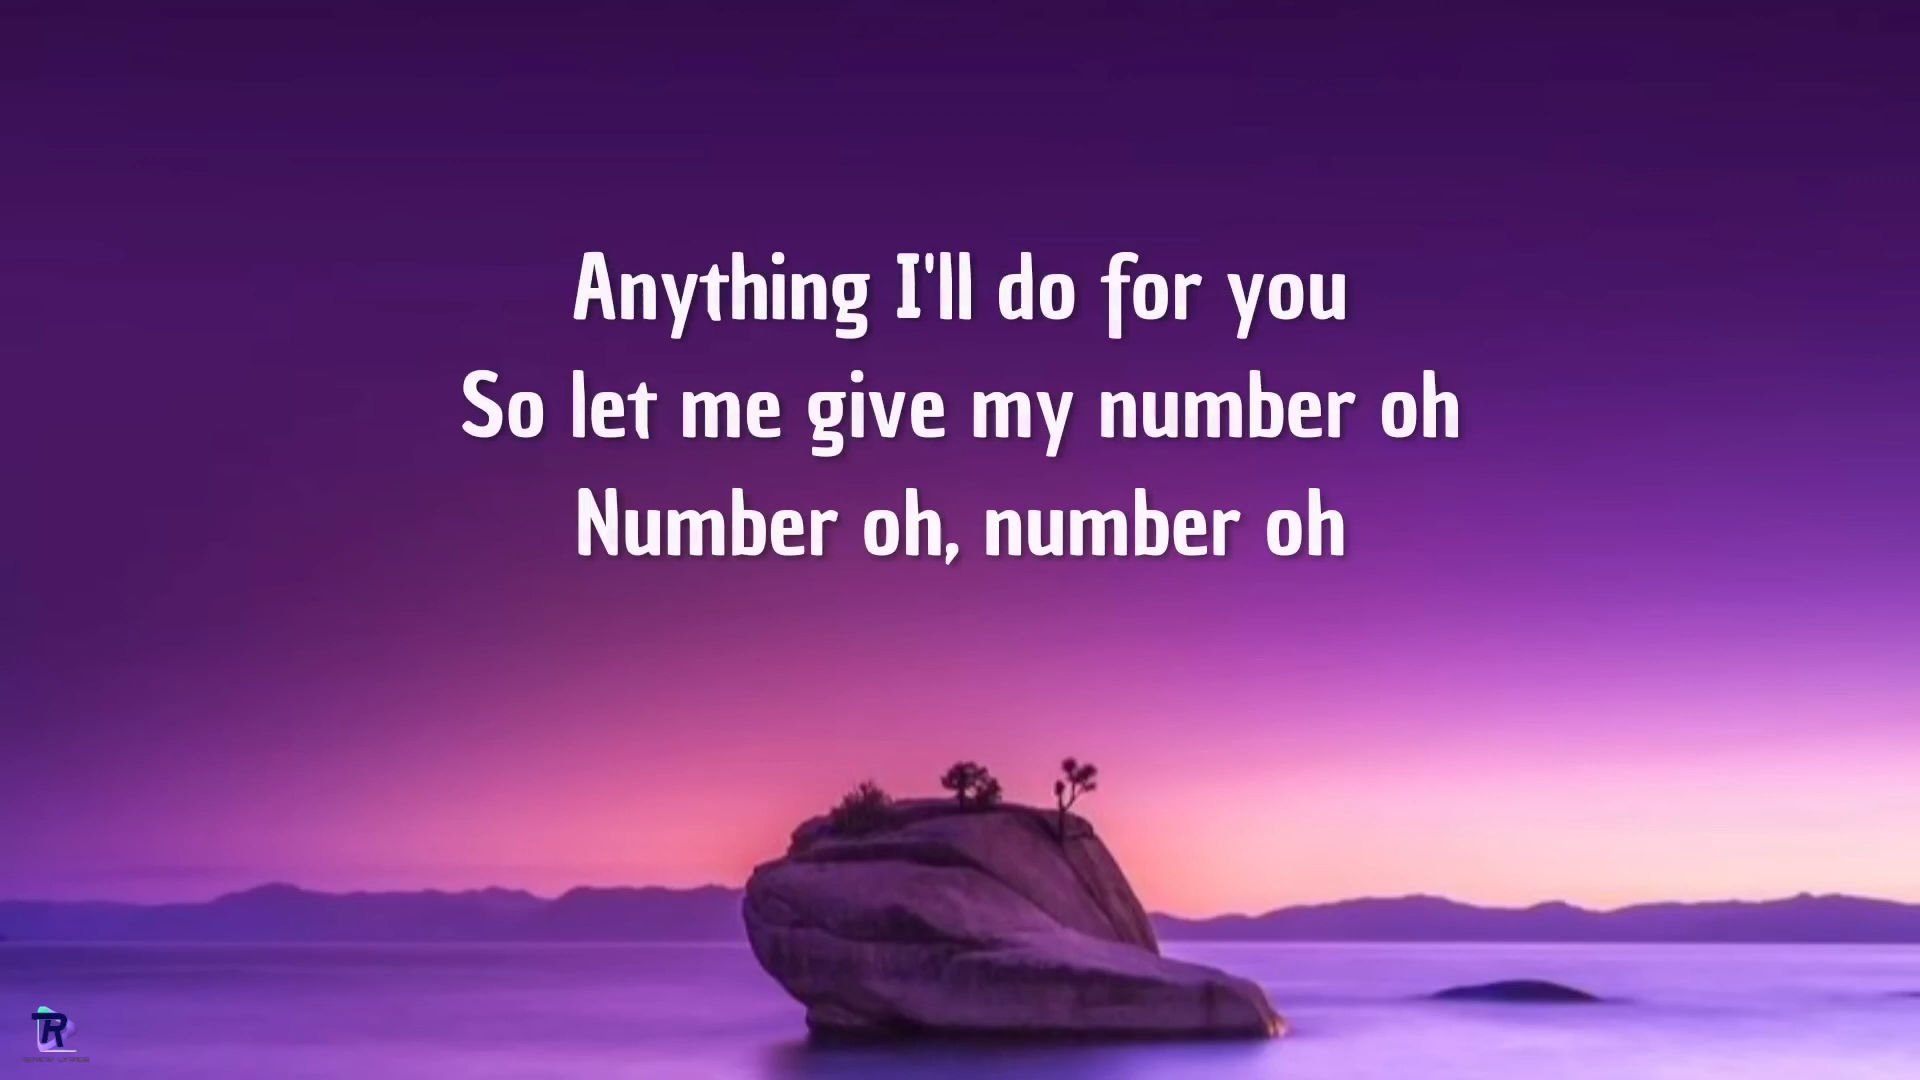 Anything I'll do for you
So let me give my number oh
Number oh, number oh